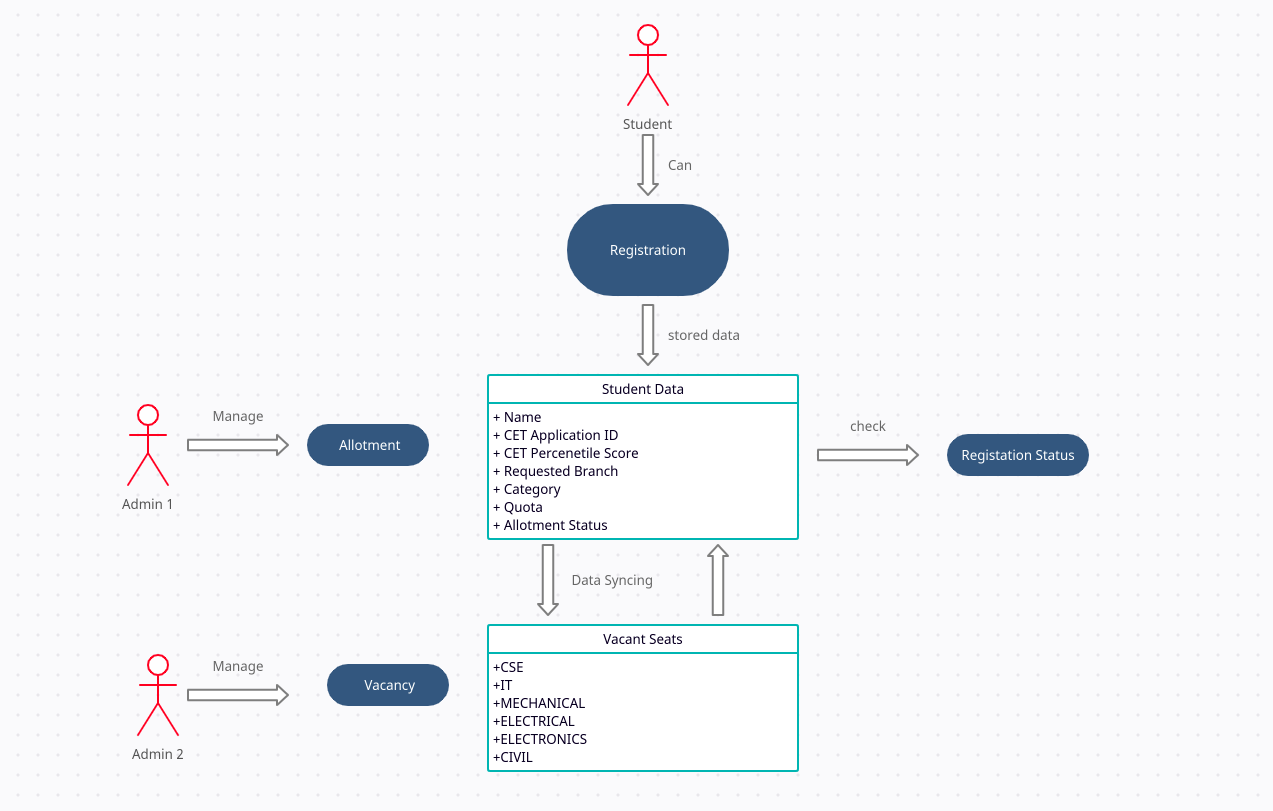 Student
Can
Registration
stored data
Student Data
+ Name
+ CET Application ID
+ CET Percenetile Score
+ Requested Branch
+ Category
+ Quota
+ Allotment Status
Manage
Admin 1
Allotment
check
Registation Status
Data Syncing
Vacant Seats
+CSE
+IT
+MECHANICAL
+ELECTRICAL
+ELECTRONICS
+CIVIL
Manage
Admin 2
Vacancy